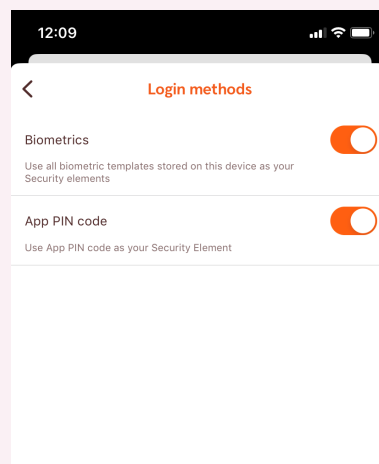 12:09
Login methods
Biometrics
Use all biometric templates stored on this device as your
Security elements
App PIN code
Use App PIN code as your Security Element